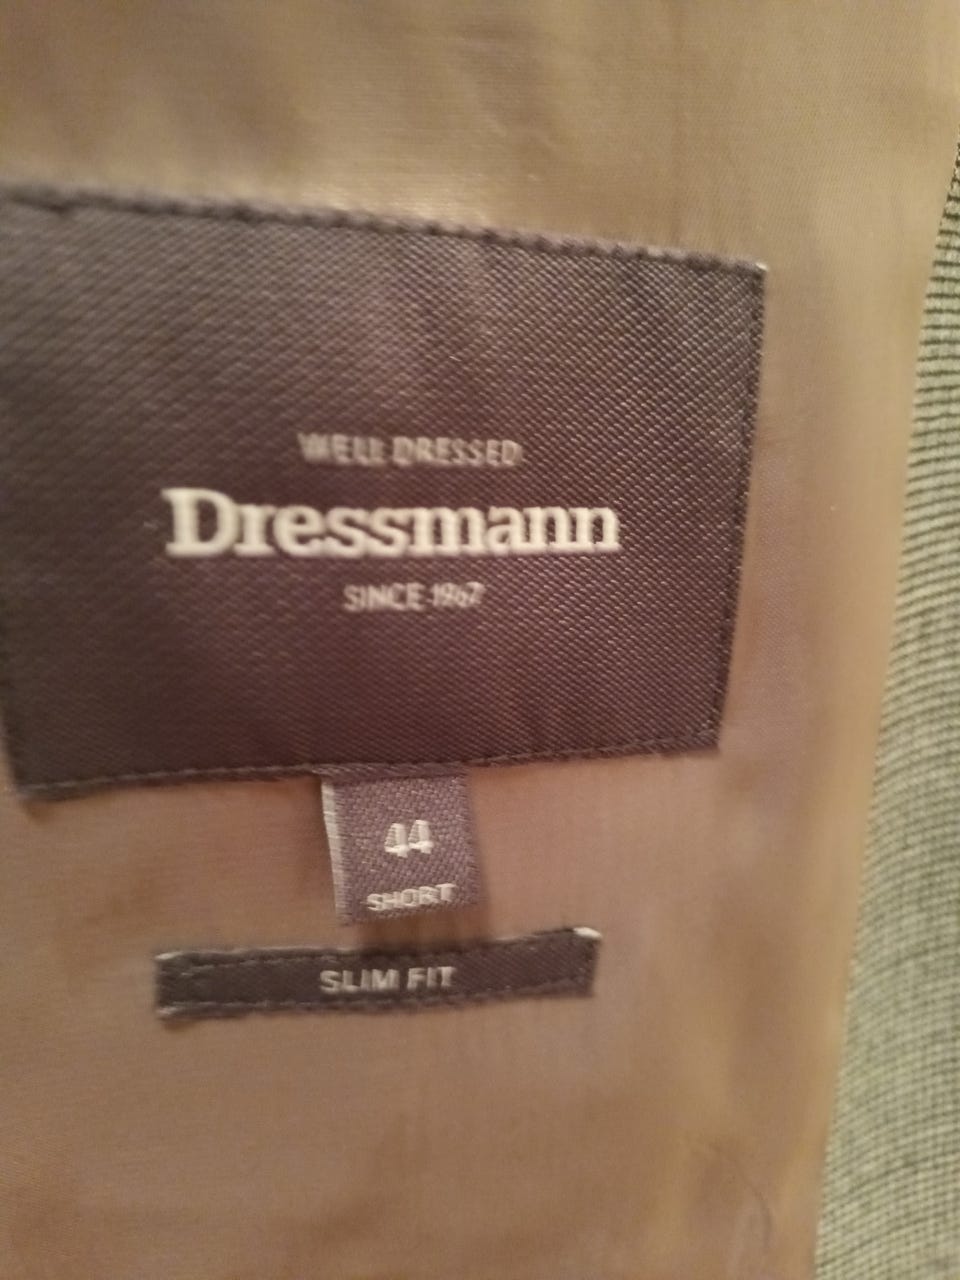 WELL DRESSED
Dressmann
SINCE 1967
44
SHORT
SLIM FIT